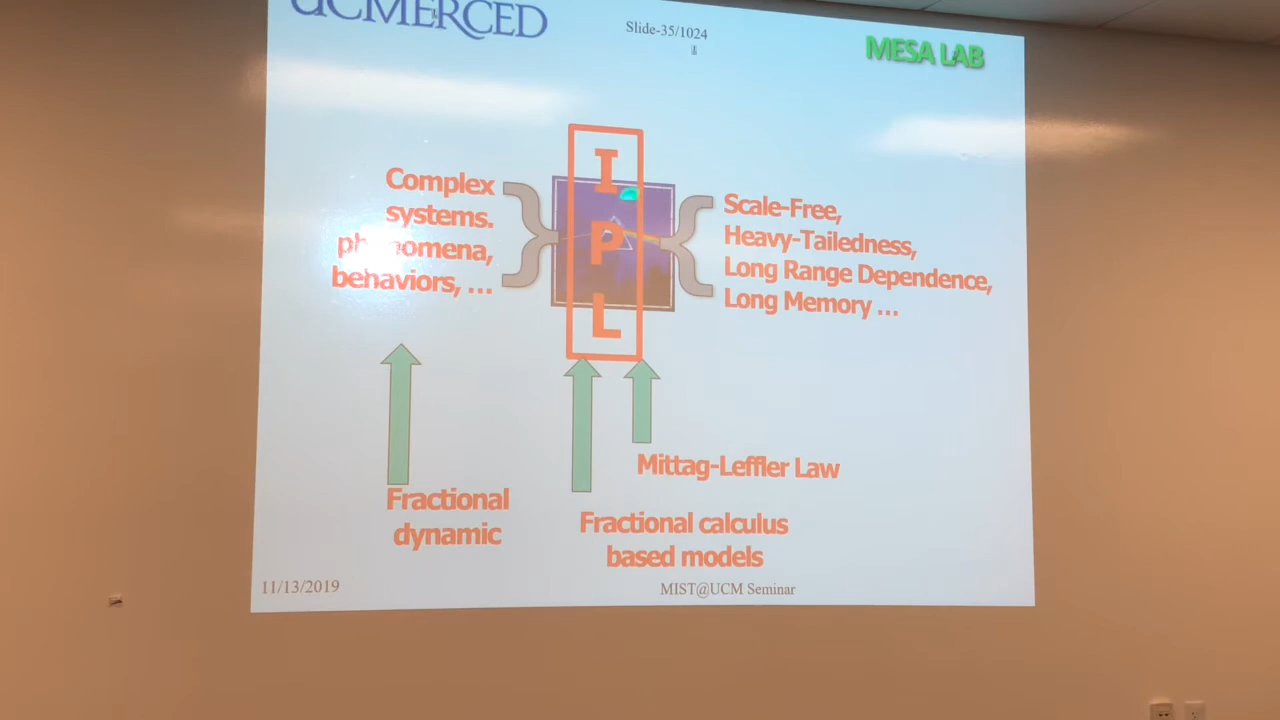 UCMERCED
Slide-35/1024
MESA LAB
I
P
L
Complex
systems.
phenomena,
behaviors, ...
Scale-Free,
Heavy-Tailedness,
Long Range Dependence,
Long Memory ...
Mittag-Leffler Law
Fractional
dynamic
Fractional calculus
based models
11/13/2019
MIST@UCM Seminar